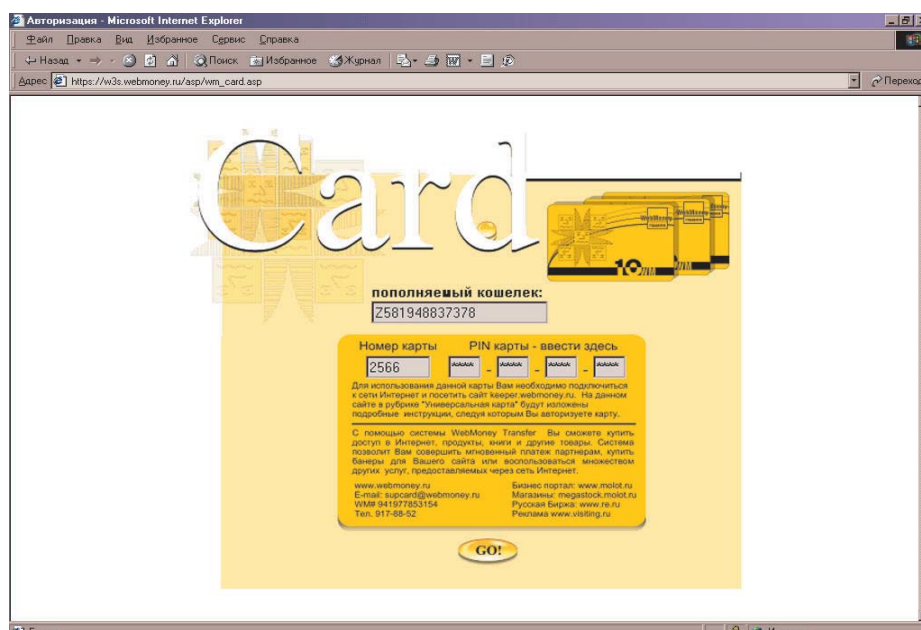 Авторизация - Microsoft Internet Explorer
Файл Правка Вид Избранное Сервис Справка
Назад Поиск Избранное Журнал
Адрес https://w3s.webmoney.ru/asp/wm_card.asp Переход
Card
WebMoney
10 WM
пополняемый кошелек:
Z581948837378
Номер карты PIN карты - ввести здесь
2566 **** - **** - **** - ****
Для использования данной карты Вам необходимо подключиться
к сети Интернет и посетить сайт keeper.webmoney.ru. На данном
сайте в рубрике "Универсальная карта" будут изложены
подробные инструкции, следуя которым Вы авторизуете карту.
С помощью системы WebMoney Transfer Вы сможете купить
доступ в Интернет, продукты, книги и другие товары. Система
позволит Вам совершить мгновенный платеж партнерам, купить
банеры для Вашего сайта или воспользоваться множеством
других услуг, предоставляемых через сеть Интернет.
www.webmoney.ru
E-mail: supcard@webmoney.ru
WM# 941977853154
Тел. 917-88-52
Бизнес портал: www.molot.ru
Магазины: megastock.molot.ru
Русская Биржа: www.re.ru
Реклама www.visiting.ru
GO!